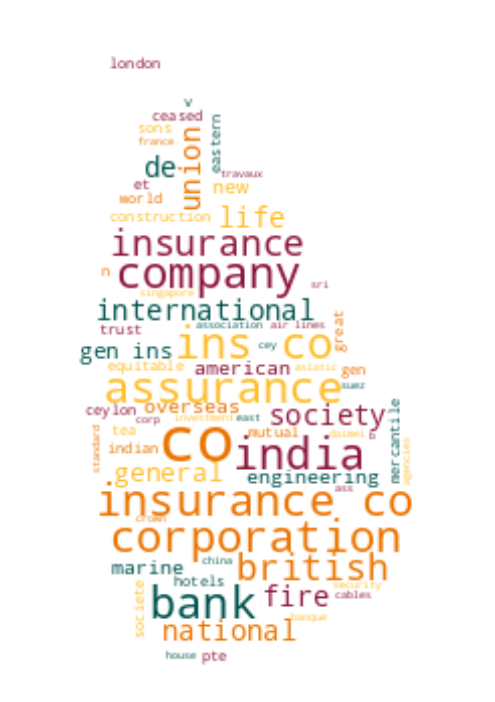 london
v
ceased
sons
france
union
eastern
de
travaux
et
new
world
construction
life
insurance
n
company
sri
singapore
international
trust
association
air lines
great
gen ins
ins co
cey
equitable
american
asiatic
gen
assurance
suez
ceylon
overseas
corp
investment
east
society
mercantile
standard
tea
co
mutual
daimei
b
indian
india
agencies
general
engineering
ass
insurance co
crown
corporation
marine
china
british
hotels
security
societe
bank
fire
cables
banque
national
house
pte